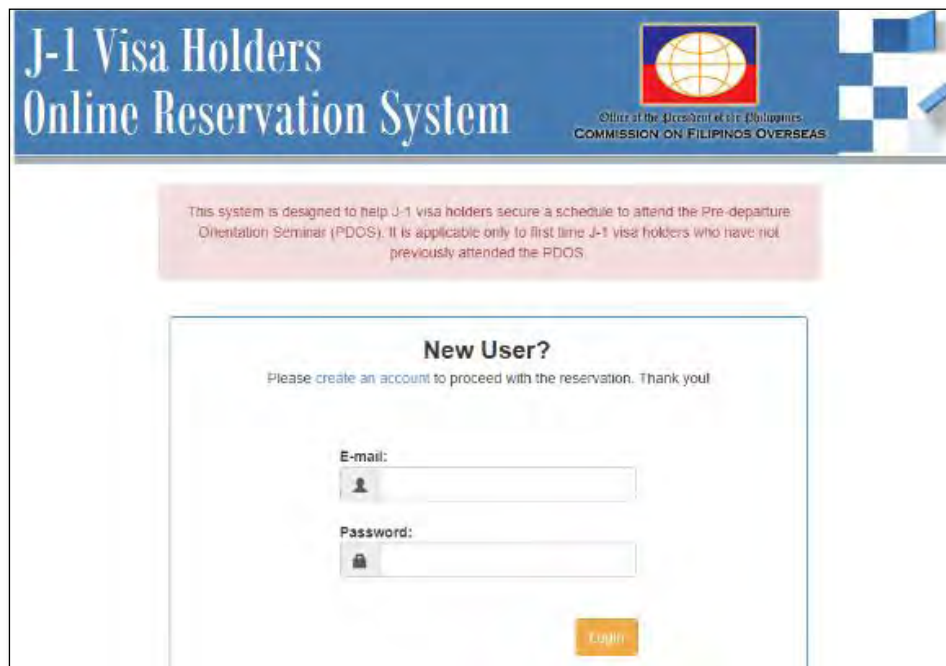 J-1 Visa Holders
Online Reservation System
Office of the President of the Philippines
COMMISSION ON FILIPINOS OVERSEAS
This system is designed to help J-1 visa holders secure a schedule to attend the Pre-departure
Orientation Seminar (PDOS). It is applicable only to first time J-1 visa holders who have not
previously attended the PDOS.
New User?
Please create an account to proceed with the reservation. Thank you!
E-mail:
Password:
Login